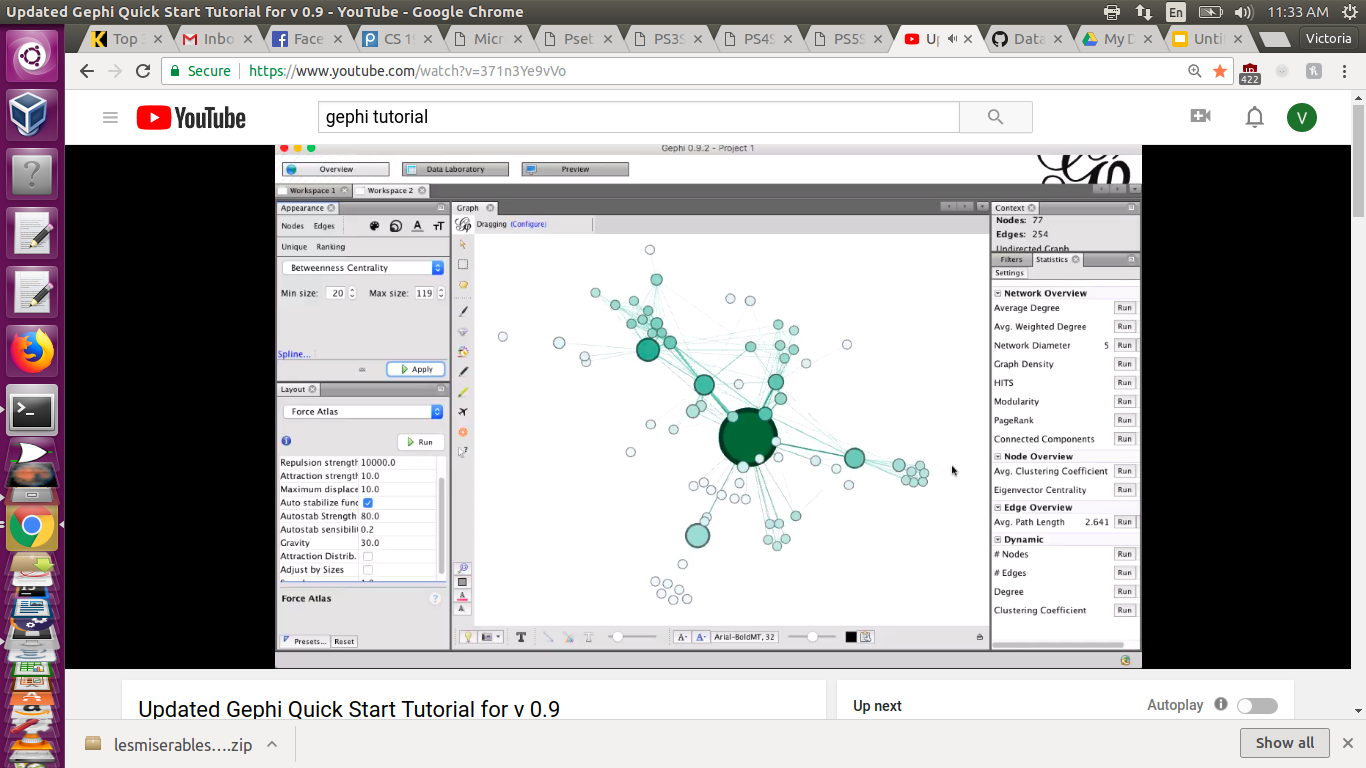 Updated Gephi Quick Start Tutorial for v 0.9 - YouTube - Google Chrome
En
11:33 AM
Top
Inbo
Face
CS 1
Micr
Pset
PS3S
PS4S
PS5S
Up
Data
My D
Unti
Victoria
Secure
https://www.youtube.com/watch?v=371n3Ye9vVo
422
YouTube
gephi tutorial
V
Gephi 0.9.2 - Project 1
Overview
Data Laboratory
Preview
Workspace 1
Workspace 2
Appearance
Nodes Edges
Unique Ranking
Betweenness Centrality
Min size: 20 Max size: 119
Spline...
Apply
Layout
Force Atlas
Run
Repulsion strength 10000.0
Attraction strength 10.0
Maximum displace 10.0
Auto stabilize func
Autostab Strength 80.0
Autostab sensibili 0.2
Gravity 30.0
Attraction Distrib.
Adjust by Sizes
Force Atlas
Presets... Reset
Graph
Dragging (Configure)
T
A- A- Arial-BoldMT, 32
Context
Nodes: 77
Edges: 254
Undirected Graph
Filters Statistics
Settings
Network Overview
Average Degree Run
Avg. Weighted Degree Run
Network Diameter 5 Run
Graph Density Run
HITS Run
Modularity Run
PageRank Run
Connected Components Run
Node Overview
Avg. Clustering Coefficient Run
Eigenvector Centrality Run
Edge Overview
Avg. Path Length 2.641 Run
Dynamic
# Nodes Run
# Edges Run
Degree Run
Clustering Coefficient Run
Updated Gephi Quick Start Tutorial for v 0.9
Up next
Autoplay
lesmiserables....zip
Show all